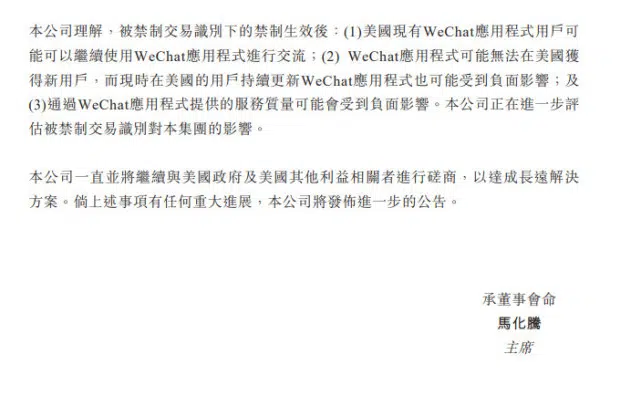 本公司理解，被禁制交易識別下的禁制生效後：(1)美國現有WeChat應用程式用戶可
能可以繼續使用WeChat應用程式進行交流；(2) WeChat應用程式可能無法在美國獲
得新用戶，而現時在美國的用戶持續更新WeChat應用程式也可能受到負面影響；及
(3)通過WeChat應用程式提供的服務質量可能會受到負面影響。本公司正在進一步評
估被禁制交易識別對本集團的影響。
本公司一直並將繼續與美國政府及美國其他利益相關者進行磋商，以達成長遠解決
方案。倘上述事項有任何重大進展，本公司將發佈進一步的公告。
承董事會命
馬化騰
主席